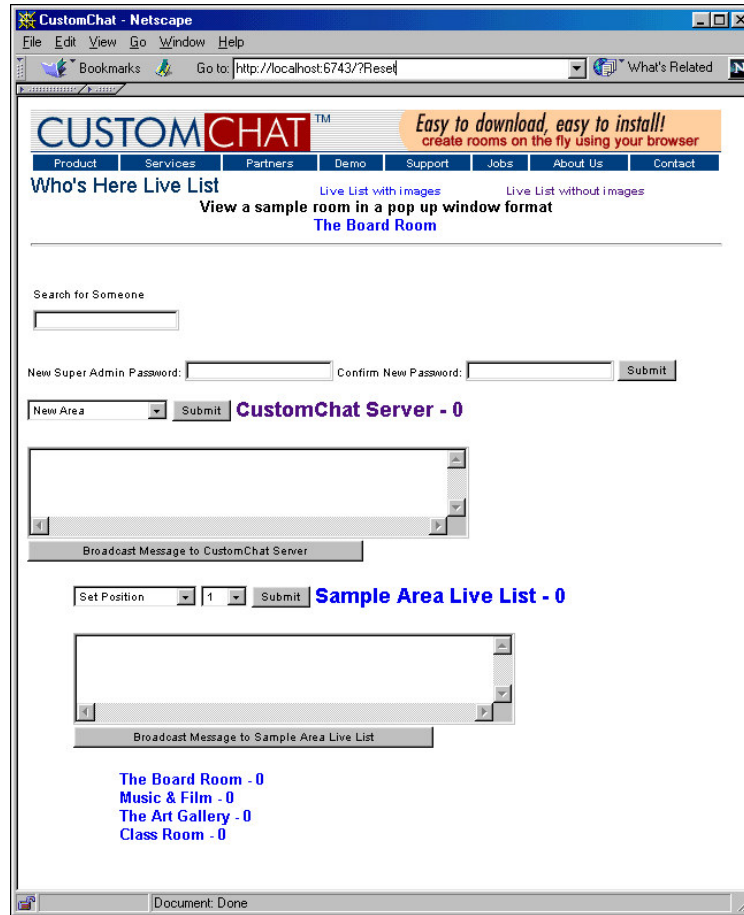 CustomChat - Netscape
File Edit View Go Window Help
Bookmarks Go to: http://localhost:6743/?Reset What's Related N
CUSTOMCHAT TM Easy to download, easy to install!
create rooms on the fly using your browser
Product Services Partners Demo Support Jobs About Us Contact
Who's Here Live List Live List with images Live List without images
View a sample room in a pop up window format
The Board Room
Search for Someone
New Super Admin Password: Confirm New Password: Submit
New Area Submit CustomChat Server - 0
Broadcast Message to CustomChat Server
Set Position 1 Submit Sample Area Live List - 0
Broadcast Message to Sample Area Live List
The Board Room - 0
Music & Film - 0
The Art Gallery - 0
Class Room - 0
Document: Done